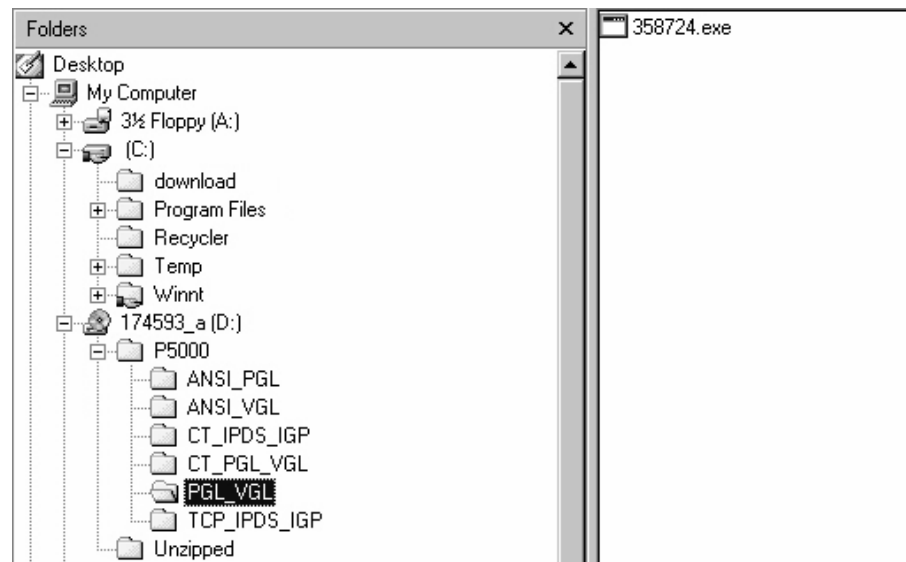 Folders
358724.exe
Desktop
My Computer
3½ Floppy (A:)
(C:)
download
Program Files
Recycler
Temp
Winnt
174593_a (D:)
P5000
ANSI_PGL
ANSI_VGL
CT_IPDS_IGP
CT_PGL_VGL
PGL_VGL
TCP_IPDS_IGP
Unzipped